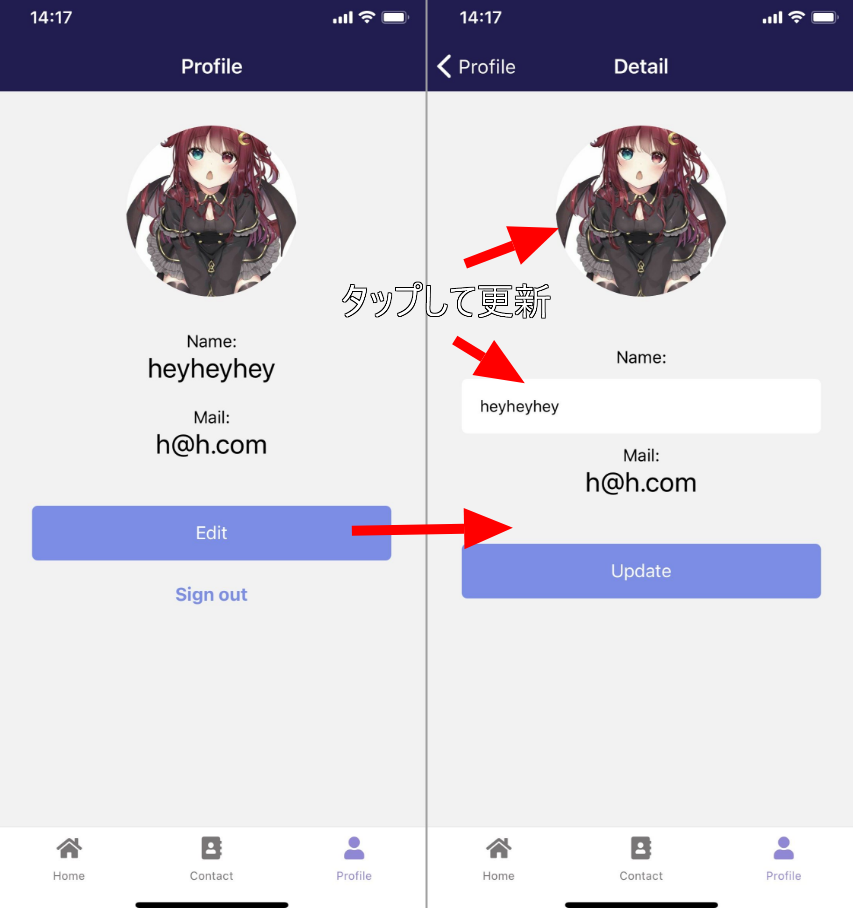 14:17
Profile
Name:
heyheyhey
Mail:
h@h.com
Edit
Sign out
Home
Contact
Profile
タップして更新
14:17
Profile
Detail
Name:
heyheyhey
Mail:
h@h.com
Update
Home
Contact
Profile